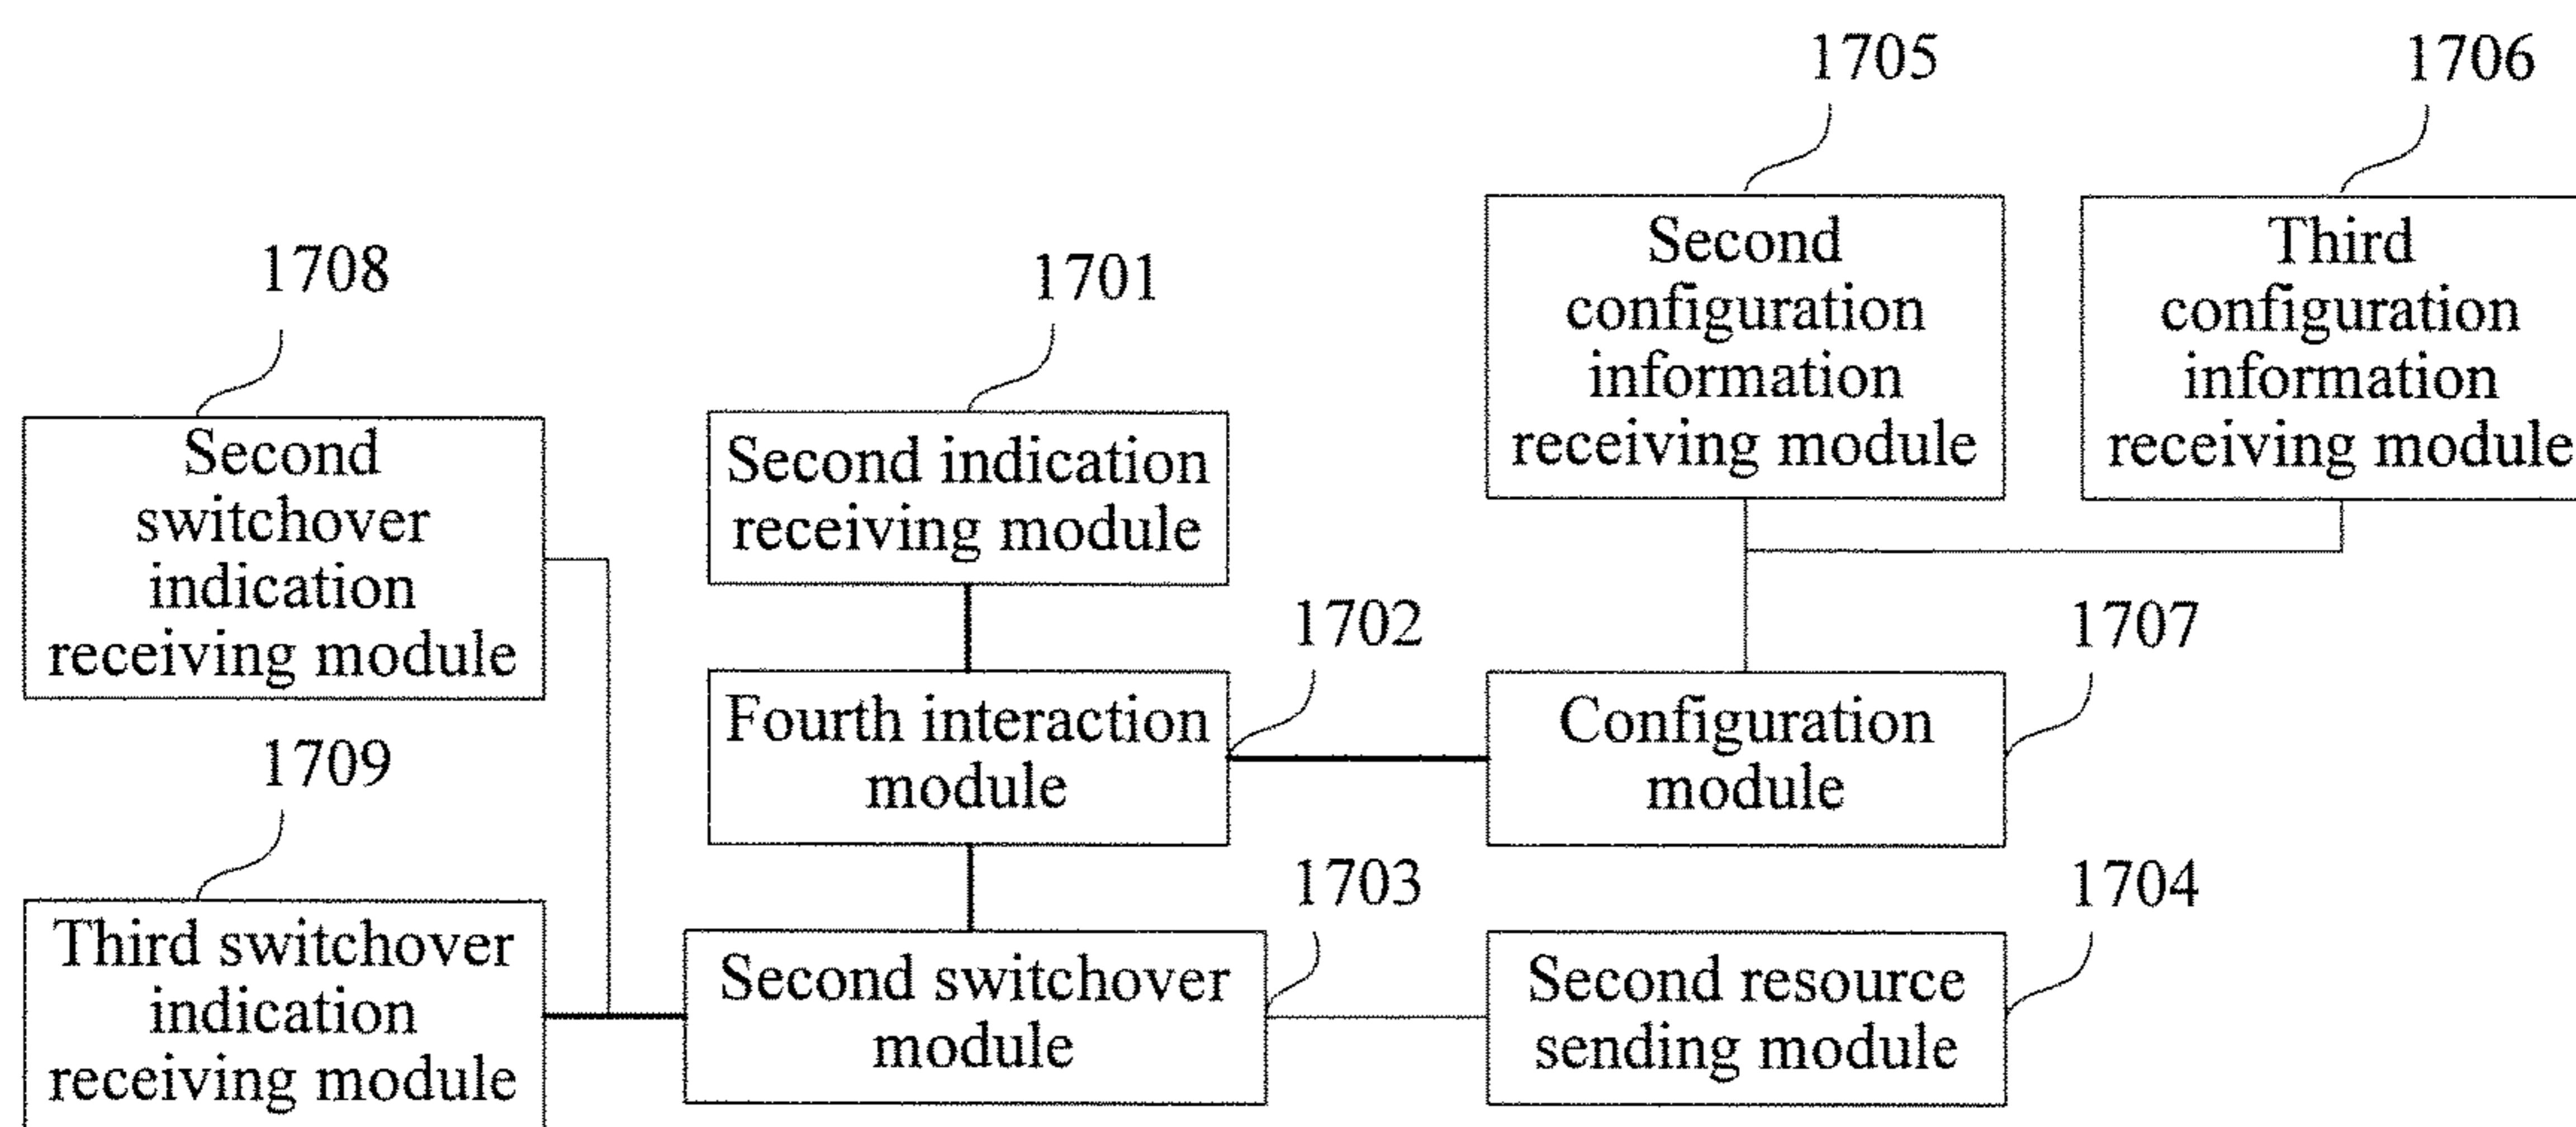 1705
1706
Second
configuration
information
receiving module
Third
configuration
information
receiving module
1708
1701
Second
switchover
indication
receiving module
Second indication
receiving module
1702
1707
Fourth interaction
module
Configuration
module
1709
1703
1704
Third switchover
indication
receiving module
Second switchover
module
Second resource
sending module